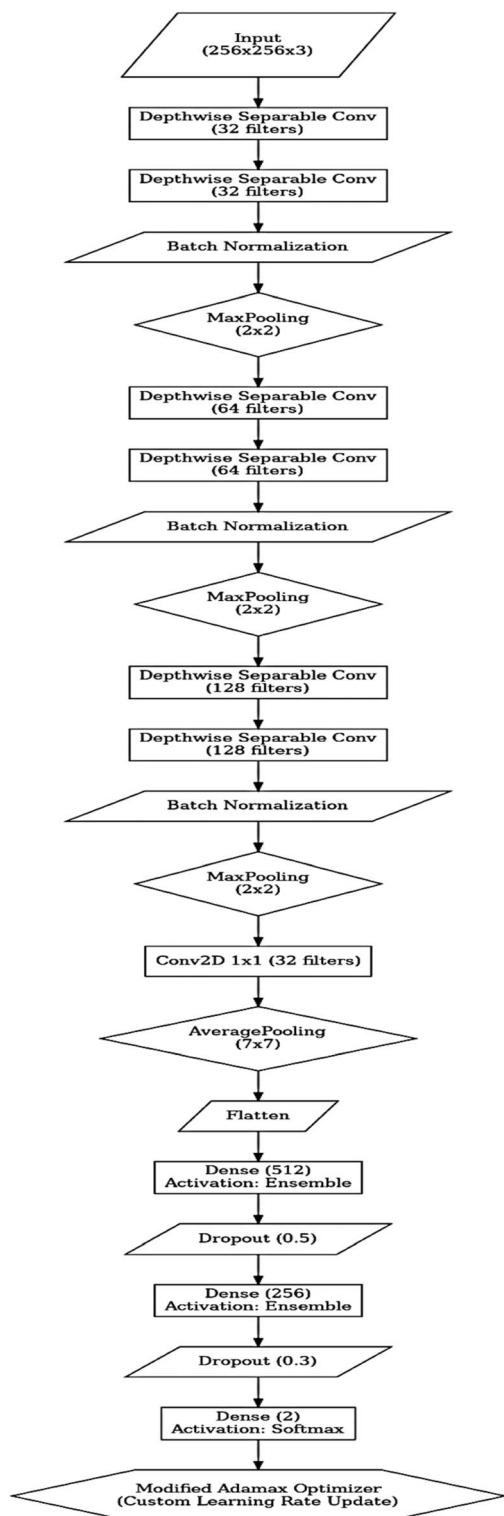 Input
(256x256x3)
Depthwise Separable Conv
(32 filters)
Depthwise Separable Conv
(32 filters)
Batch Normalization
MaxPooling
(2x2)
Depthwise Separable Conv
(64 filters)
Depthwise Separable Conv
(64 filters)
Batch Normalization
MaxPooling
(2x2)
Depthwise Separable Conv
(128 filters)
Depthwise Separable Conv
(128 filters)
Batch Normalization
MaxPooling
(2x2)
Conv2D 1x1 (32 filters)
AveragePooling
(7x7)
Flatten
Dense (512)
Activation: Ensemble
Dropout (0.5)
Dense (256)
Activation: Ensemble
Dropout (0.3)
Dense (2)
Activation: Softmax
Modified Adamax Optimizer
(Custom Learning Rate Update)